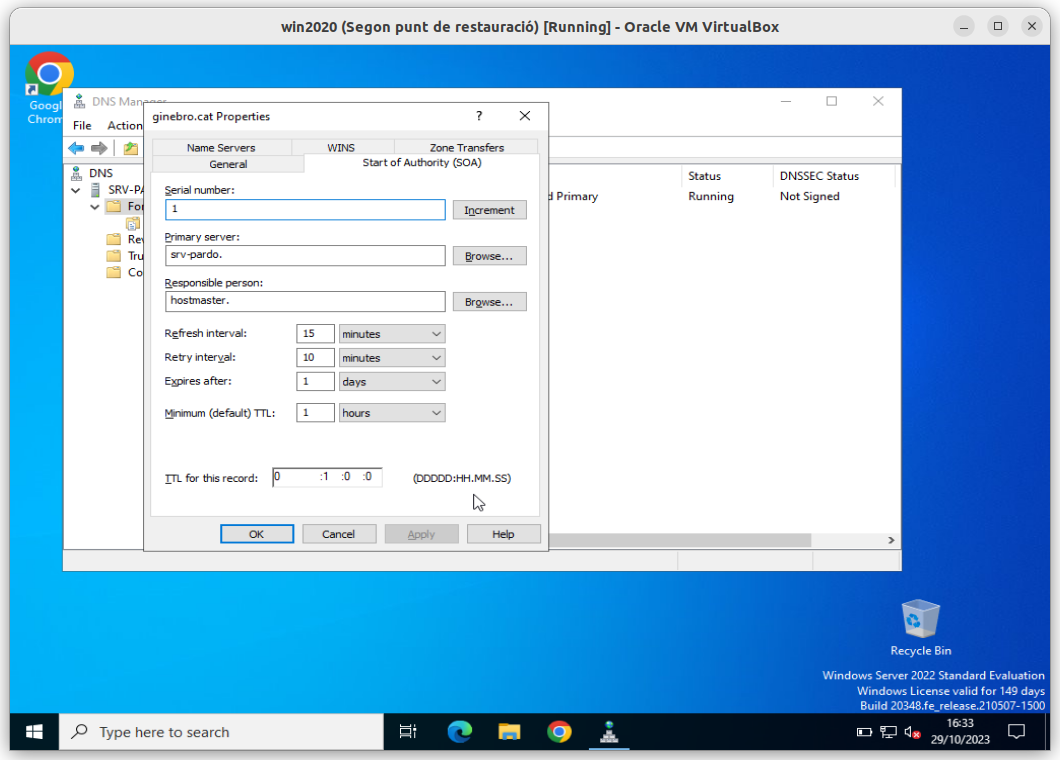 win2020 (Segon punt de restauració) [Running] - Oracle VM VirtualBox
Googl
Chrom
DNS Manager
File Action
ginebro.cat Properties
?
Name Servers WINS Zone Transfers
General Start of Authority (SOA)
DNS
SRV-PA
For
Rev
Tru
Co
Status DNSSEC Status
d Primary Running Not Signed
Serial number:
1 Increment
Primary server:
srv-pardo. Browse...
Responsible person:
hostmaster. Browse...
Refresh interval: 15 minutes
Retry interval: 10 minutes
Expires after: 1 days
Minimum (default) TTL: 1 hours
TTL for this record: 0 :1 :0 :0 (DDDDD:HH.MM.SS)
OK Cancel Apply Help
Recycle Bin
Windows Server 2022 Standard Evaluation
Windows License valid for 149 days
Build 20348.fe_release.210507-1500
Type here to search
16:33
29/10/2023